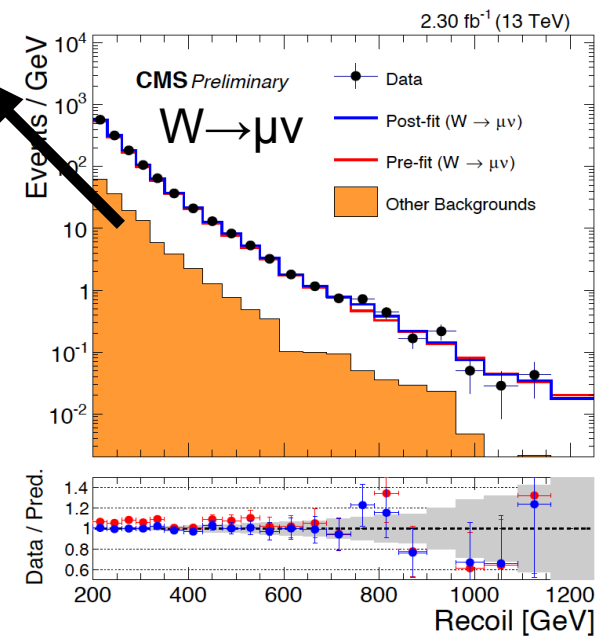 2.30 fb⁻¹ (13 TeV)
Events / GeV
10⁴
10³
10²
10
1
10⁻¹
10⁻²
CMS Preliminary
W→μν
Data
Post-fit (W → μν)
Pre-fit (W → μν)
Other Backgrounds
Data / Pred.
1.4
1.2
1.0
0.8
0.6
200 400 600 800 1000 1200
Recoil [GeV]